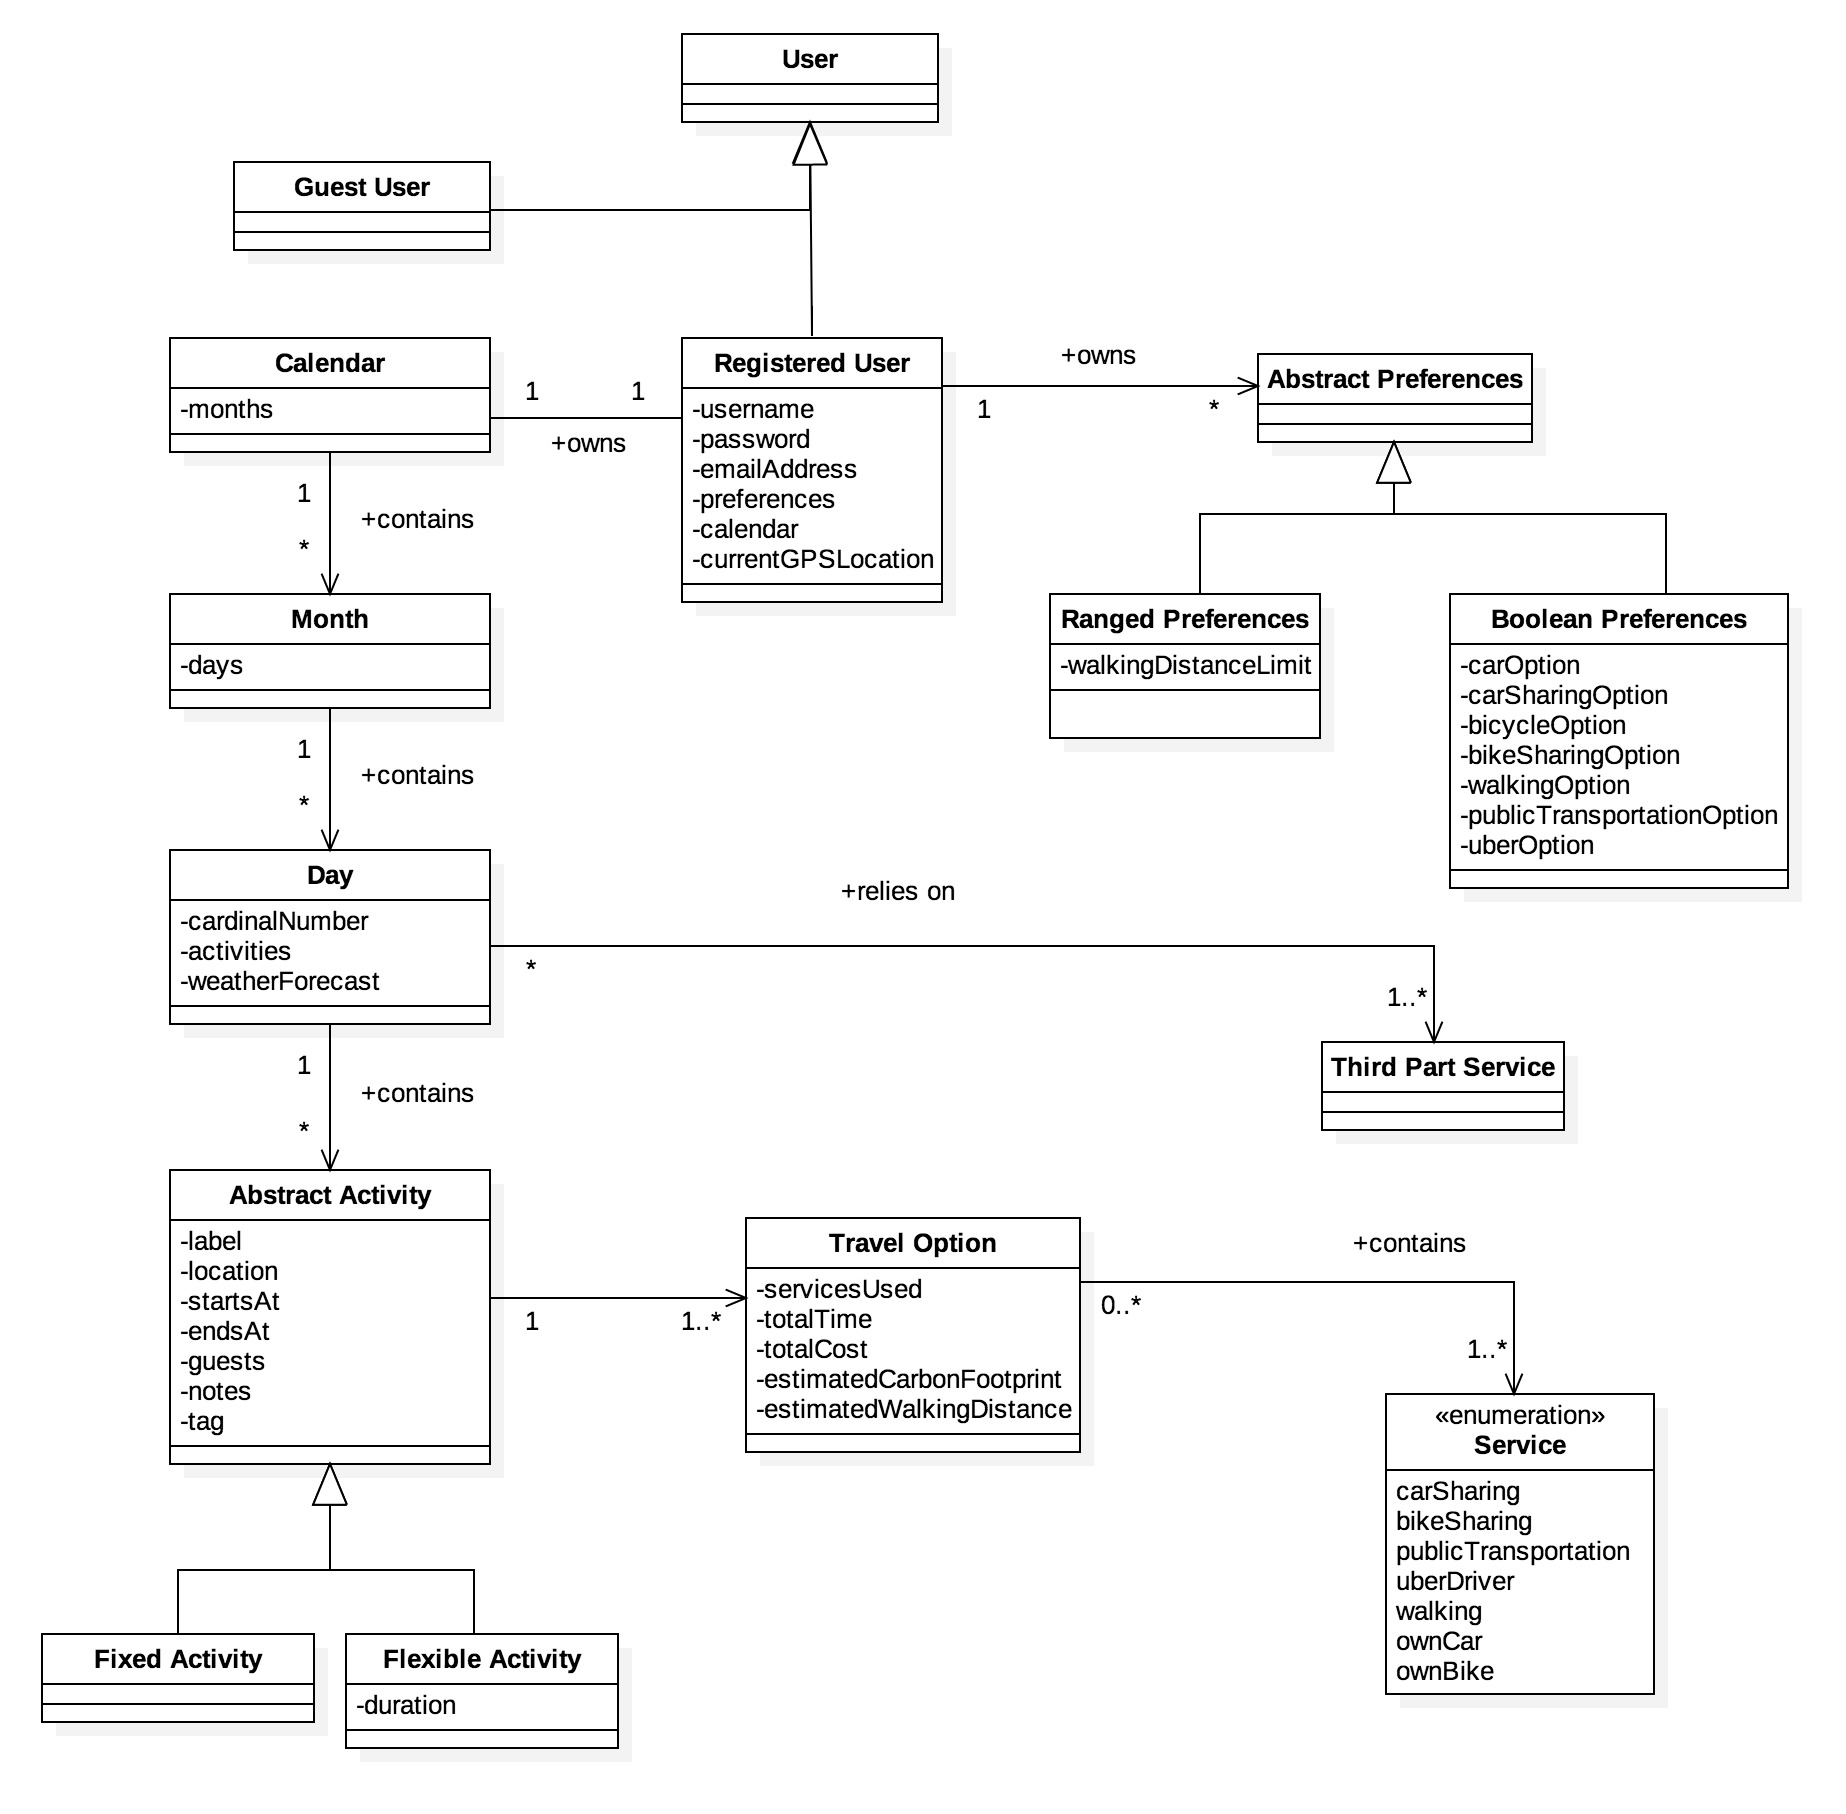 User
Guest User
Calendar
-months
1
1
+owns
Registered User
-username
-password
-emailAddress
-preferences
-calendar
-currentGPSLocation
+owns
1
*
Abstract Preferences
1
+contains
*
Month
-days
Ranged Preferences
-walkingDistanceLimit
Boolean Preferences
-carOption
-carSharingOption
-bicycleOption
-bikeSharingOption
-walkingOption
-publicTransportationOption
-uberOption
1
+contains
*
Day
-cardinalNumber
-activities
-weatherForecast
+relies on
*
1..*
Third Part Service
1
+contains
*
Abstract Activity
-label
-location
-startsAt
-endsAt
-guests
-notes
-tag
1
1..*
Travel Option
-servicesUsed
-totalTime
-totalCost
-estimatedCarbonFootprint
-estimatedWalkingDistance
+contains
0..*
1..*
«enumeration»
Service
carSharing
bikeSharing
publicTransportation
uberDriver
walking
ownCar
ownBike
Fixed Activity
Flexible Activity
-duration